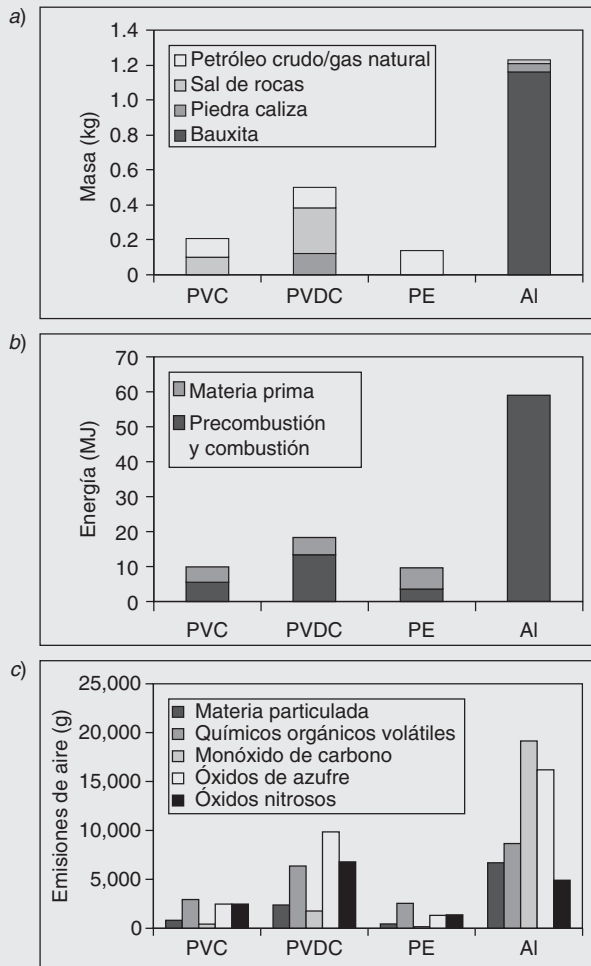 a)
Masa (kg)
1.4
1.2
1.0
0.8
0.6
0.4
0.2
0
Petróleo crudo/gas natural
Sal de rocas
Piedra caliza
Bauxita
PVC PVDC PE Al
b)
Energía (MJ)
70
60
50
40
30
20
10
0
Materia prima
Precombustión
y combustión
PVC PVDC PE Al
c)
Emisiones de aire (g)
25,000
20,000
15,000
10,000
5,000
0
Materia particulada
Químicos orgánicos volátiles
Monóxido de carbono
Óxidos de azufre
Óxidos nitrosos
PVC PVDC PE Al